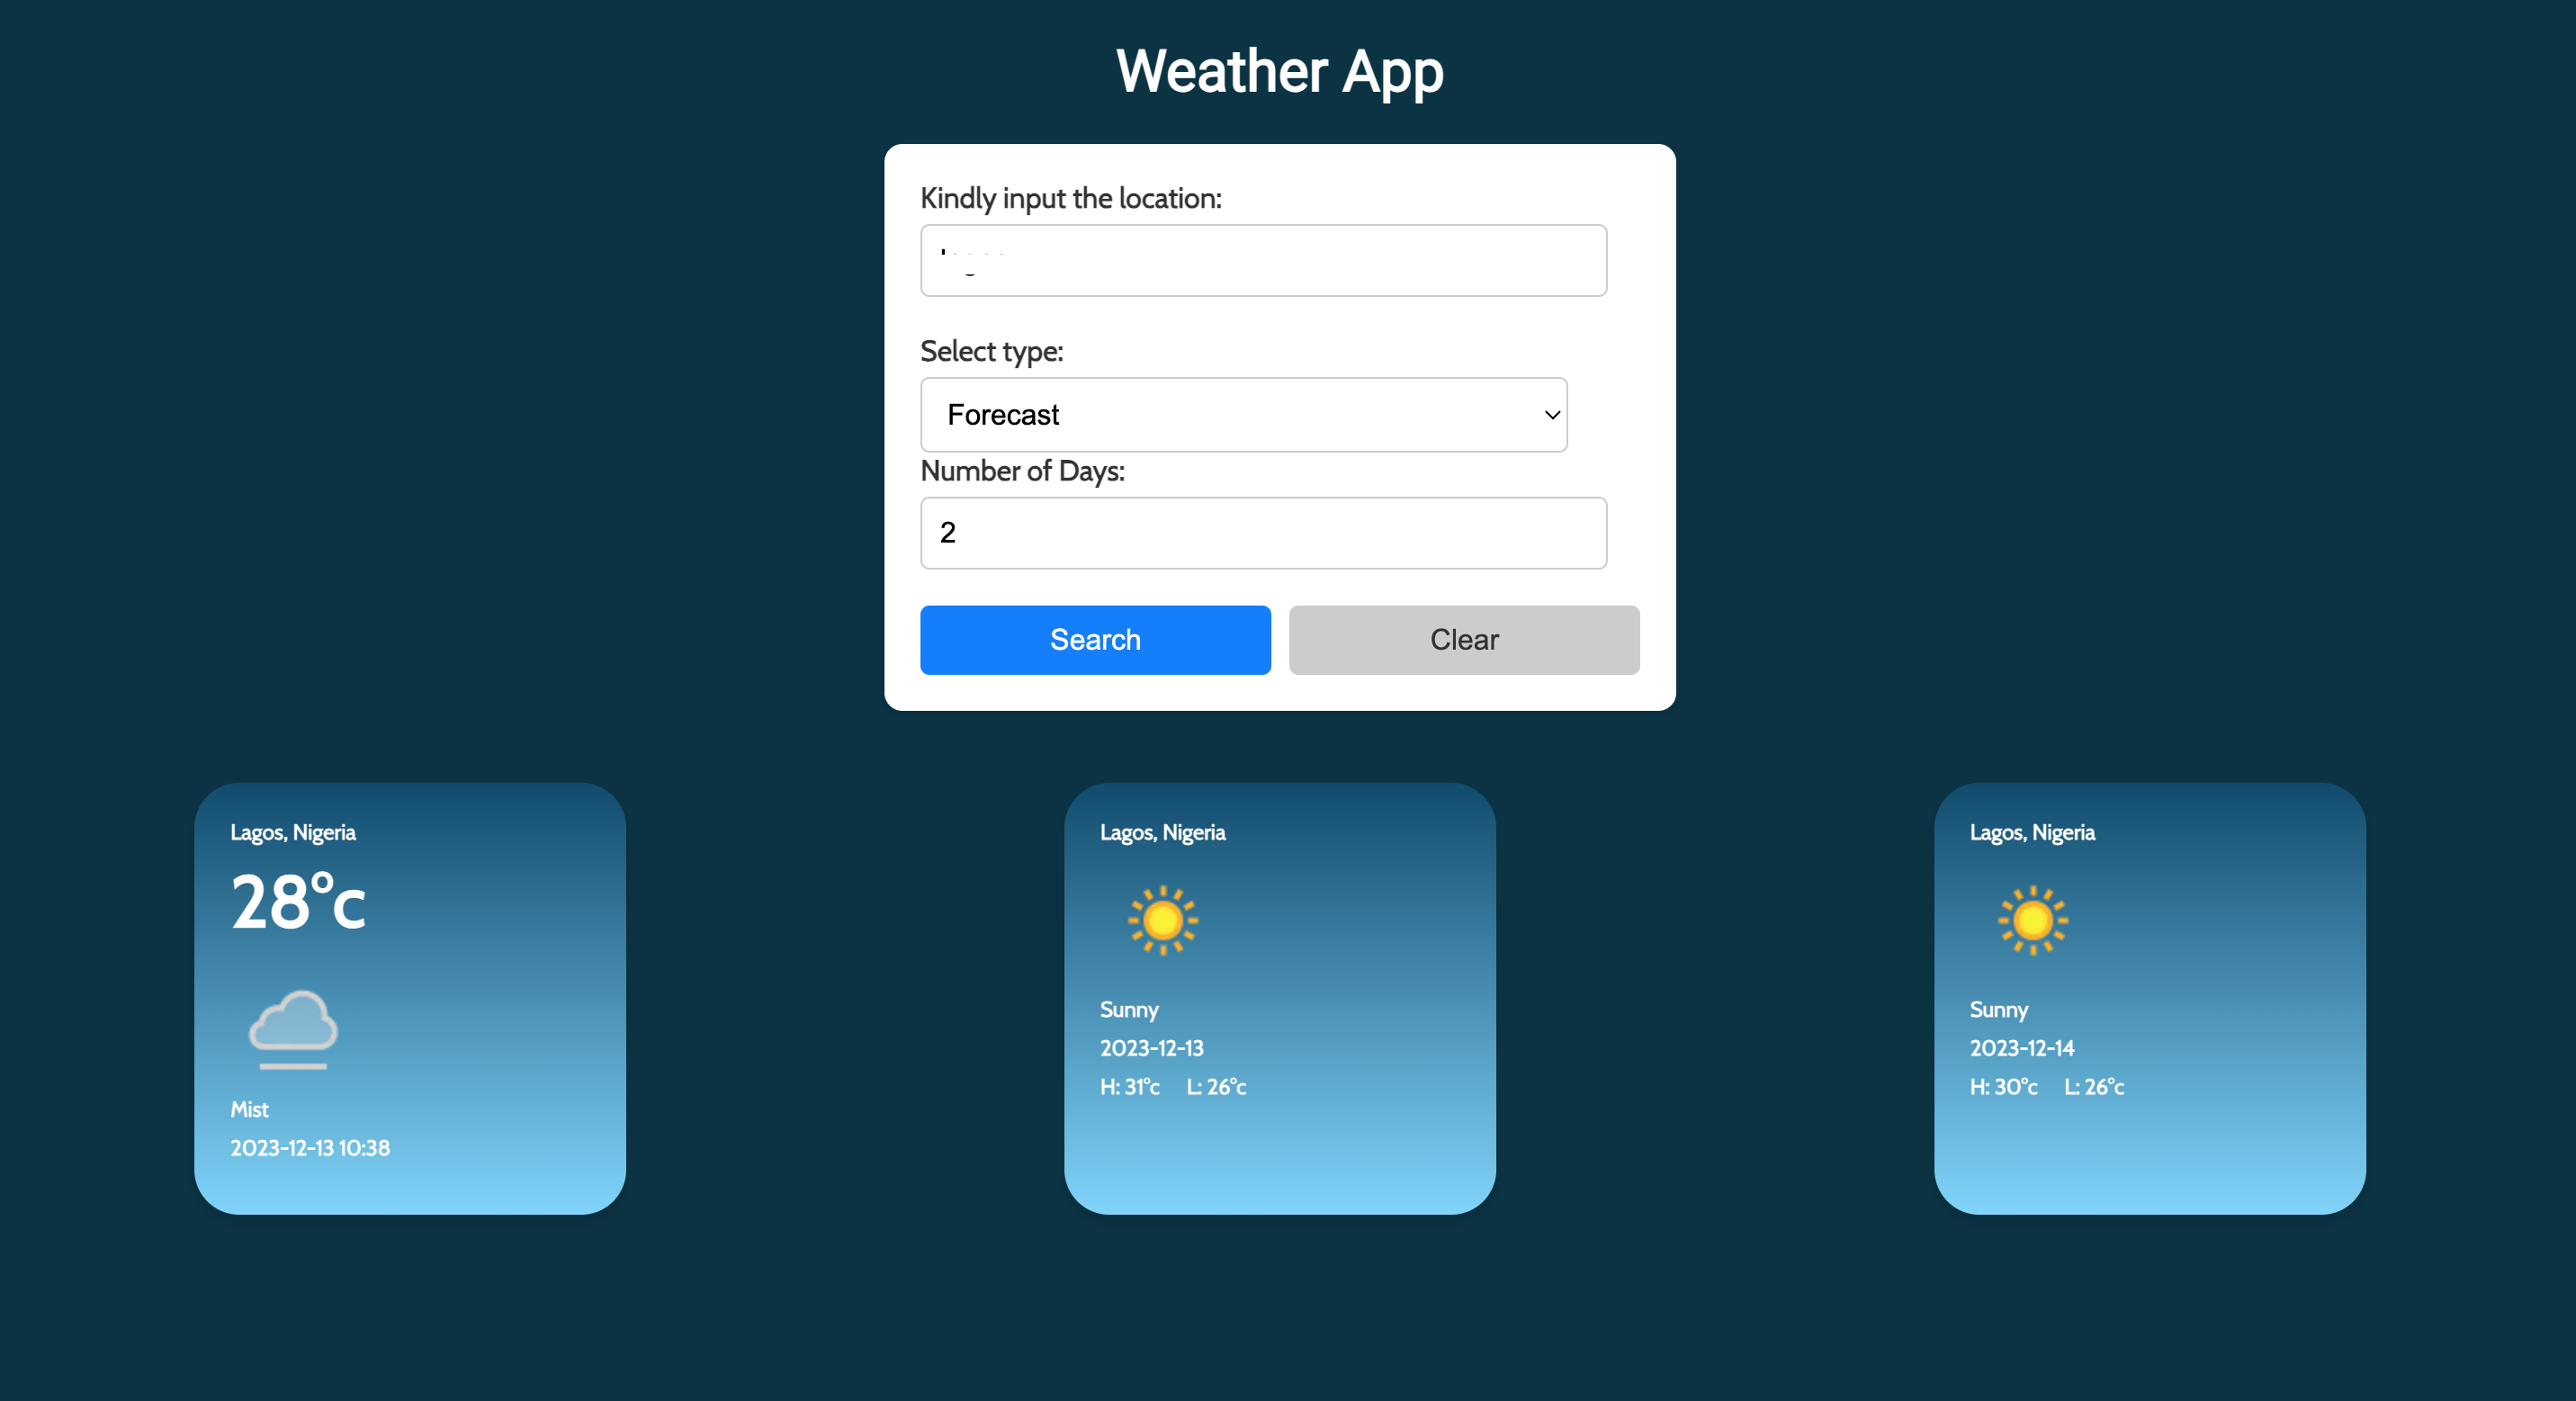 Weather App
Kindly input the location:
Select type:
Forecast
Number of Days:
2
Search Clear
Lagos, Nigeria
28°c
Mist
2023-12-13 10:38
Lagos, Nigeria
Sunny
2023-12-13
H: 31°c L: 26°c
Lagos, Nigeria
Sunny
2023-12-14
H: 30°c L: 26°c